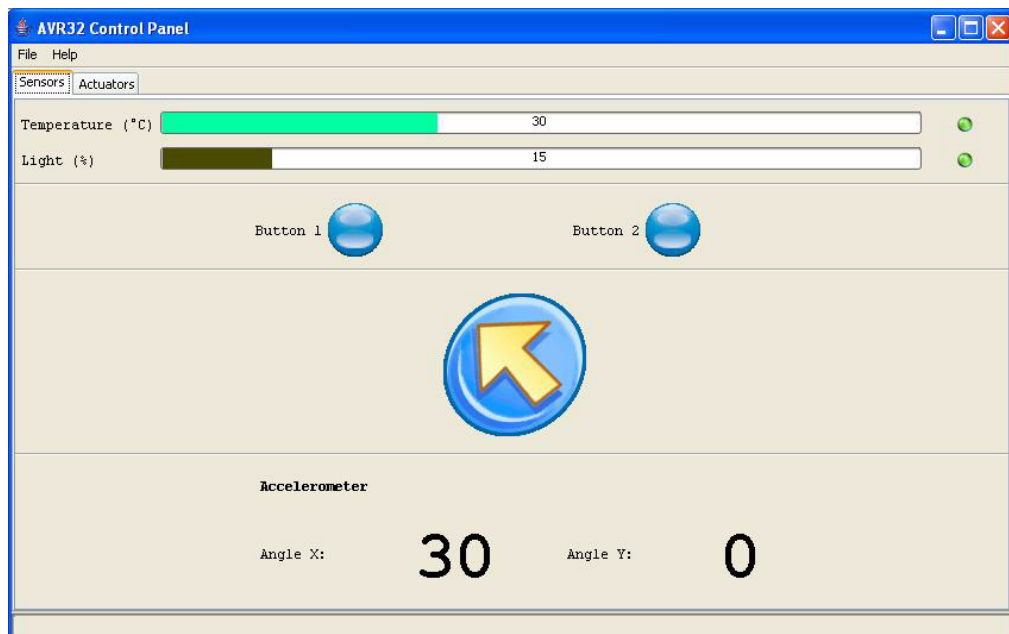 AVR32 Control Panel
File Help
Sensors Actuators
Temperature (°C) 30
Light (%) 15
Button 1 Button 2
Accelerometer
Angle X: 30 Angle Y: 0